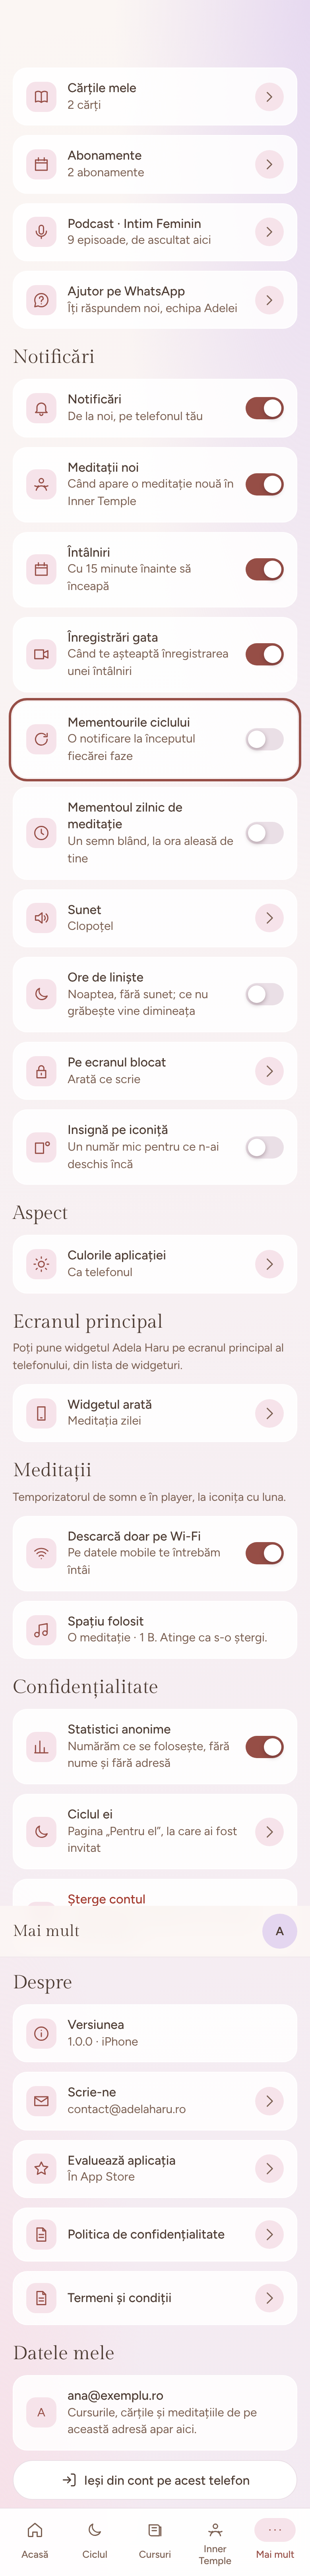 Cărțile mele
2 cărți
Abonamente
2 abonamente
Podcast · Intim Feminin
9 episoade, de ascultat aici
Ajutor pe WhatsApp
Îți răspundem noi, echipa Adelei
Notificări
Notificări
De la noi, pe telefonul tău
Meditații noi
Când apare o meditație nouă în
Inner Temple
Întâlniri
Cu 15 minute înainte să
înceapă
Înregistrări gata
Când te așteaptă înregistrarea
unei întâlniri
Mementourile ciclului
O notificare la începutul
fiecărei faze
Mementoul zilnic de
meditație
Un semn blând, la ora aleasă de
tine
Sunet
Clopoțel
Ore de liniște
Noaptea, fără sunet; ce nu
grăbește vine dimineața
Pe ecranul blocat
Arată ce scrie
Insignă pe iconiță
Un număr mic pentru ce n-ai
deschis încă
Aspect
Culorile aplicației
Ca telefonul
Ecranul principal
Poți pune widgetul Adela Haru pe ecranul principal al
telefonului, din lista de widgeturi.
Widgetul arată
Meditația zilei
Meditații
Temporizatorul de somn e în player, la iconița cu luna.
Descarcă doar pe Wi-Fi
Pe datele mobile te întrebăm
întâi
Spațiu folosit
O meditație · 1 B. Atinge ca s-o ștergi.
Confidențialitate
Statistici anonime
Numărăm ce se folosește, fără
nume și fără adresă
Ciclul ei
Pagina „Pentru el”, la care ai fost
invitat
Șterge contul
Mai mult
A
Despre
Versiunea
1.0.0 · iPhone
Scrie-ne
contact@adelaharu.ro
Evaluează aplicația
În App Store
Politica de confidențialitate
Termeni și condiții
Datele mele
A
ana@exemplu.ro
Cursurile, cărțile și meditațiile de pe
această adresă apar aici.
Ieși din cont pe acest telefon
Acasă
Ciclul
Cursuri
Inner
Temple
Mai mult